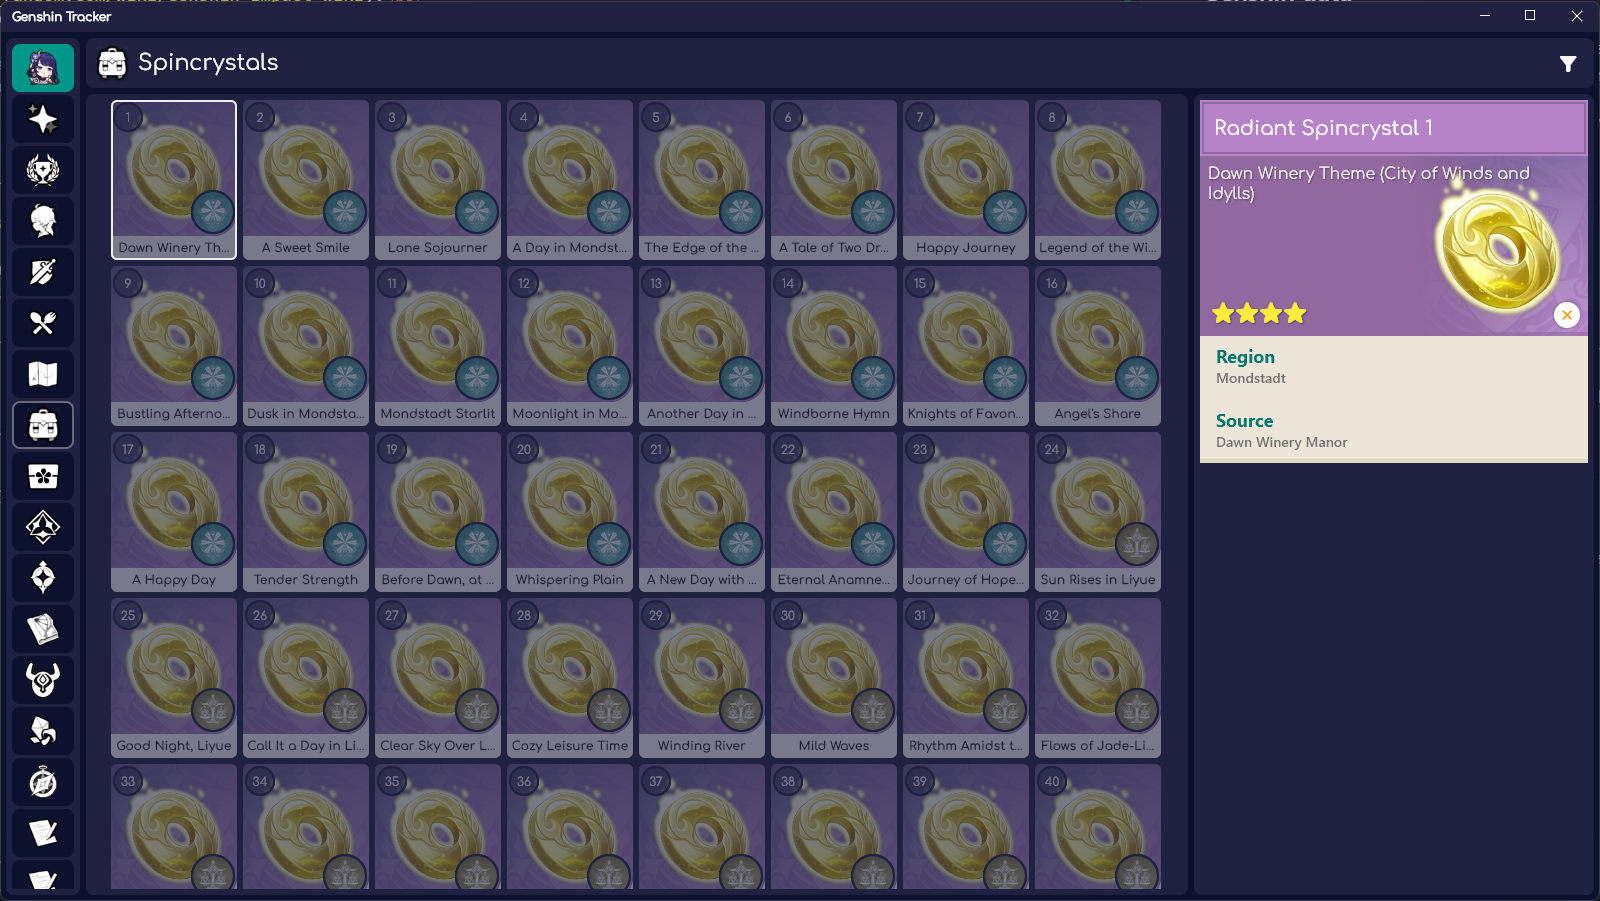 Genshin Tracker
Spincrystals
1
2
3
4
5
6
7
8
Dawn Winery Th...
A Sweet Smile
Lone Sojourner
A Day in Mondst...
The Edge of the ...
A Tale of Two Dr...
Happy Journey
Legend of the Wi...
9
10
11
12
13
14
15
16
Bustling Afterno...
Dusk in Mondsta...
Mondstadt Starlit
Moonlight in Mo...
Another Day in ...
Windborne Hymn
Knights of Favon...
Angel's Share
17
18
19
20
21
22
23
24
A Happy Day
Tender Strength
Before Dawn, at ...
Whispering Plain
A New Day with ...
Eternal Anamne...
Journey of Hope...
Sun Rises in Liyue
25
26
27
28
29
30
31
32
Good Night, Liyue
Call It a Day in Li...
Clear Sky Over L...
Cozy Leisure Time
Winding River
Mild Waves
Rhythm Amidst t...
Flows of Jade-Li...
33
34
35
36
37
38
39
40
Radiant Spincrystal 1
Dawn Winery Theme (City of Winds and
Idylls)
Region
Mondstadt
Source
Dawn Winery Manor